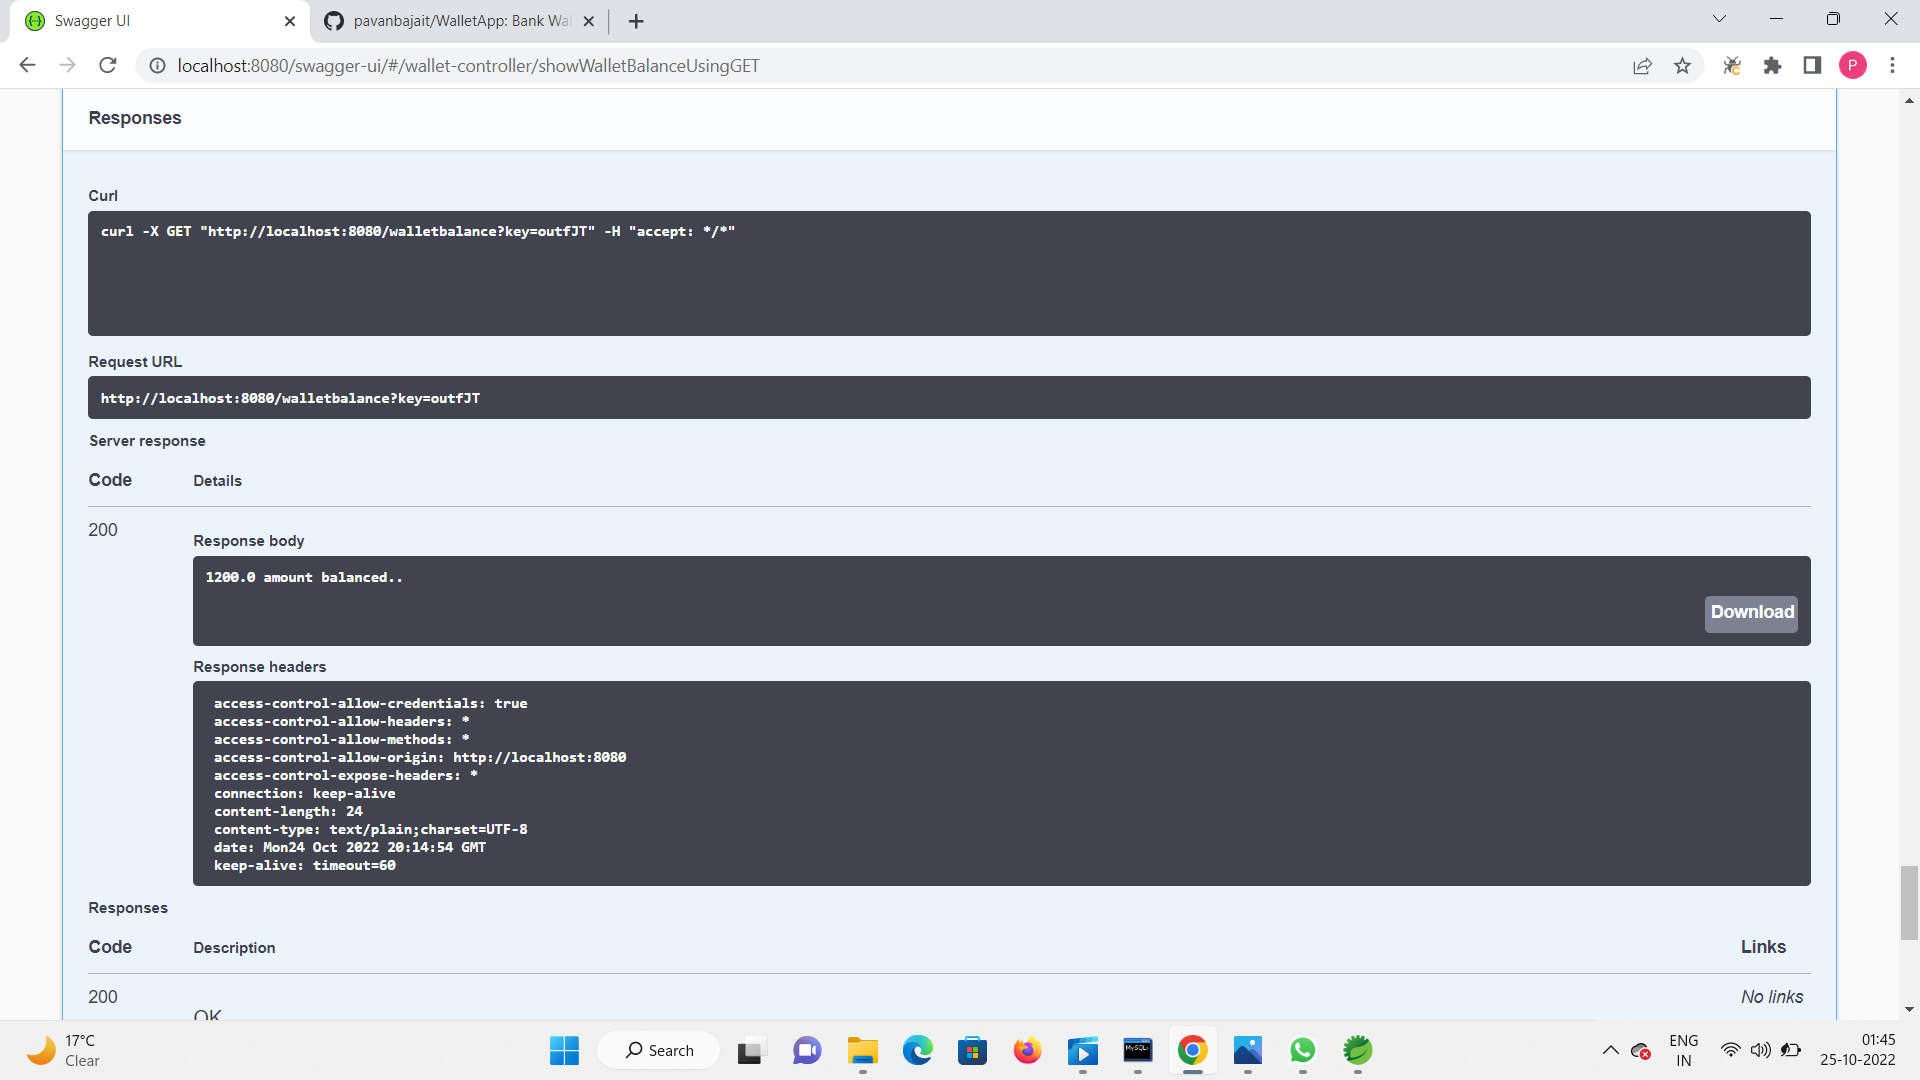 Swagger UI
pavanbajait/WalletApp: Bank Wal
localhost:8080/swagger-ui/#/wallet-controller/showWalletBalanceUsingGET
P
Responses
Curl
curl -X GET "http://localhost:8080/walletbalance?key=outfJT" -H "accept: */*"
Request URL
http://localhost:8080/walletbalance?key=outfJT
Server response
Code Details
200
Response body
1200.0 amount balanced..
Download
Response headers
access-control-allow-credentials: true
access-control-allow-headers: *
access-control-allow-methods: *
access-control-allow-origin: http://localhost:8080
access-control-expose-headers: *
connection: keep-alive
content-length: 24
content-type: text/plain;charset=UTF-8
date: Mon24 Oct 2022 20:14:54 GMT
keep-alive: timeout=60
Responses
Code Description Links
200 No links
OK
17°C
Clear
Search
ENG
IN
01:45
25-10-2022